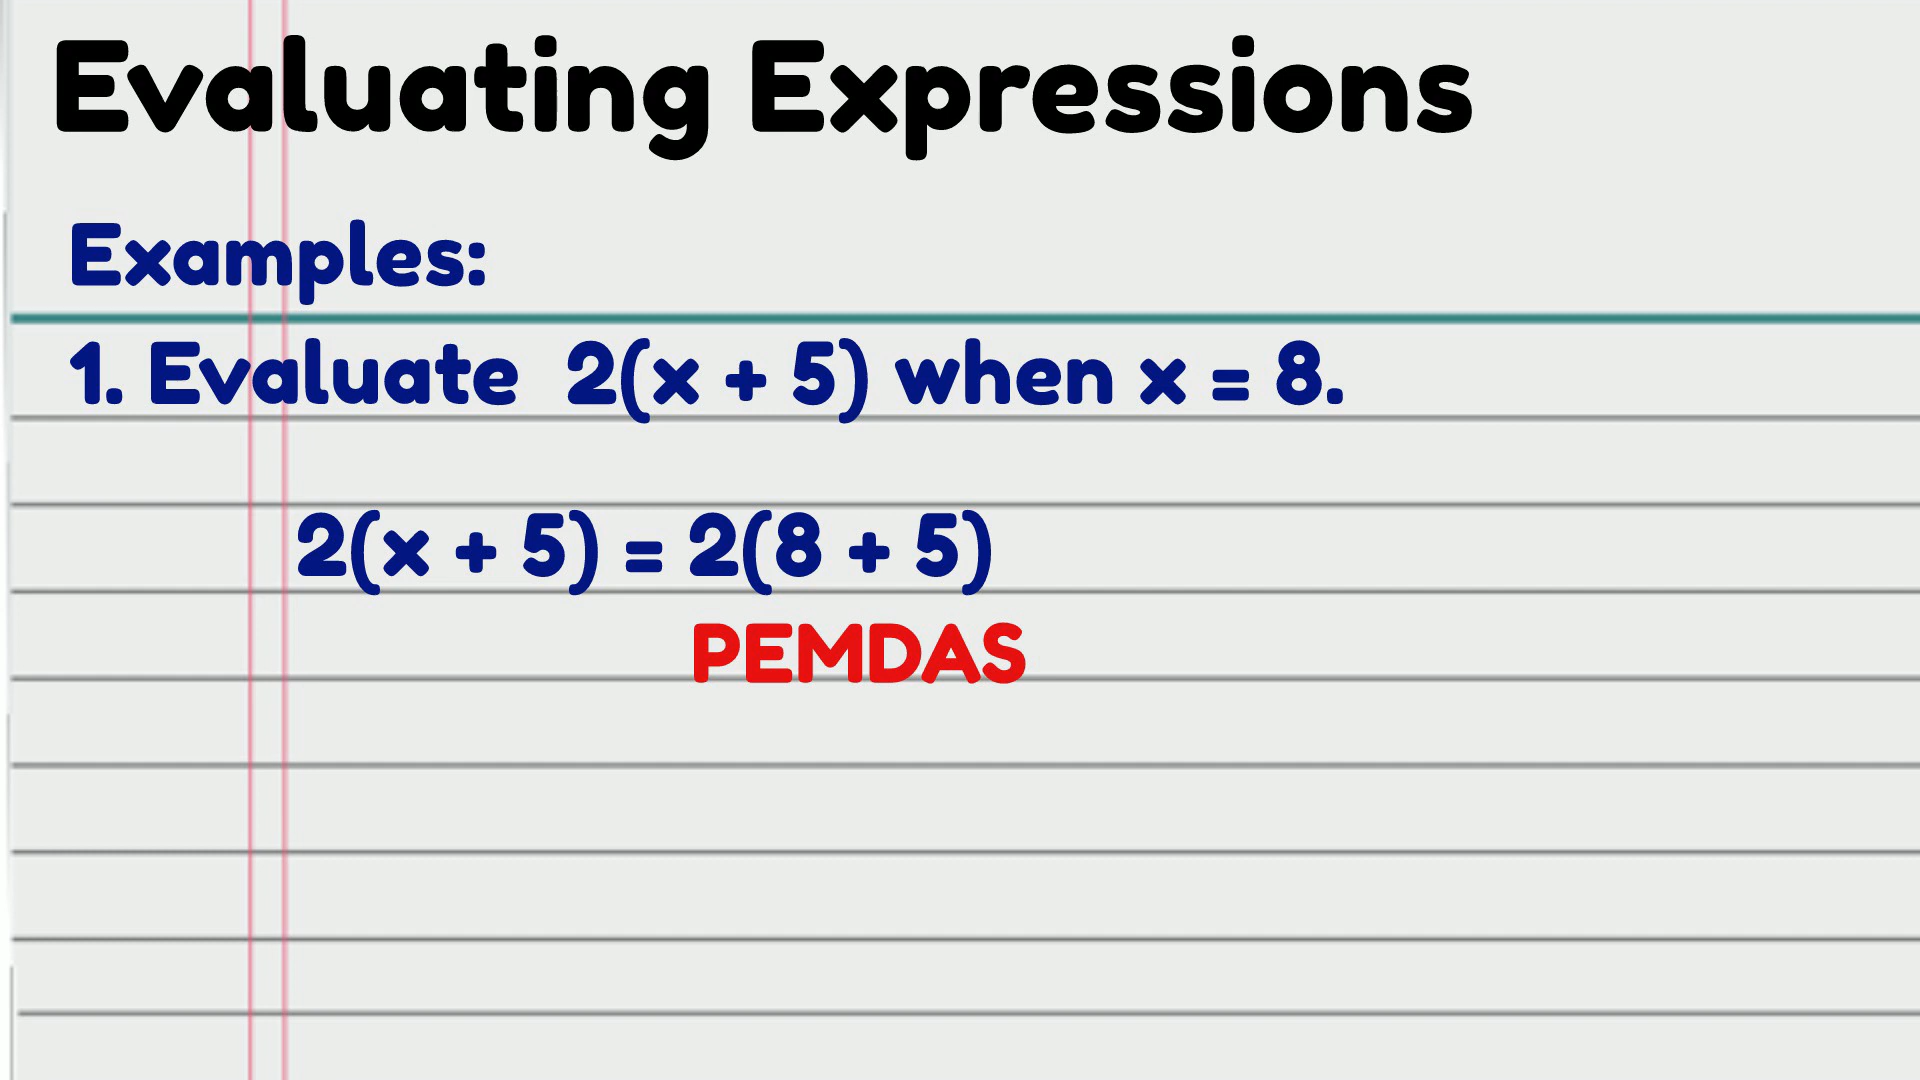 Evaluating Expressions
Examples:
1. Evaluate  2(x + 5) when x = 8.
2(x + 5) = 2(8 + 5)
PEMDAS